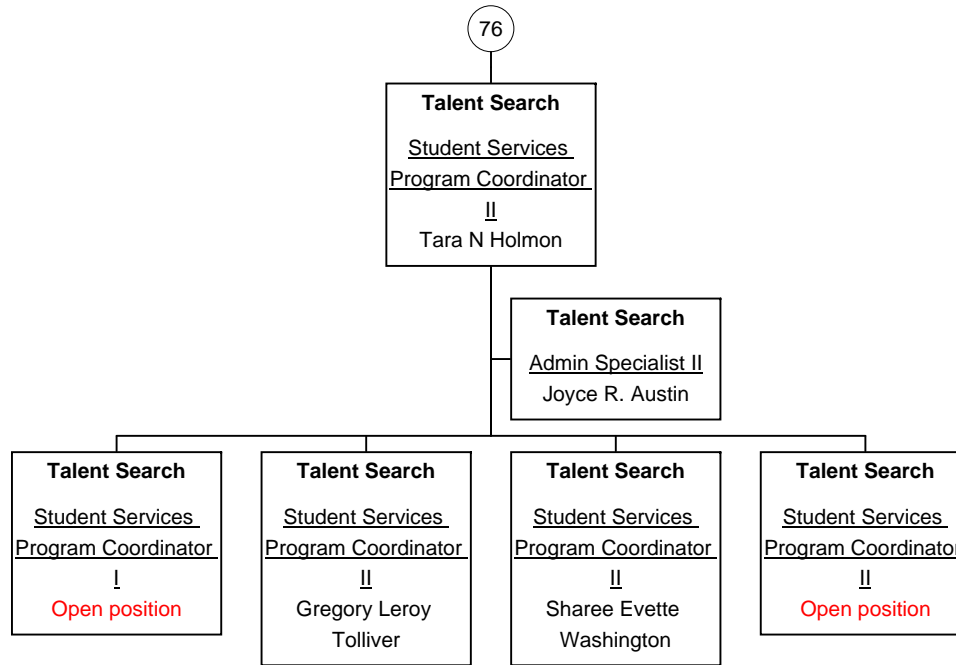 76
Talent Search
Student Services
Program Coordinator
II
Tara N Holmon
Talent Search
Admin Specialist II
Joyce R. Austin
Talent Search
Student Services
Program Coordinator
I
Open position
Talent Search
Student Services
Program Coordinator
II
Gregory Leroy
Tolliver
Talent Search
Student Services
Program Coordinator
II
Sharee Evette
Washington
Talent Search
Student Services
Program Coordinator
II
Open position